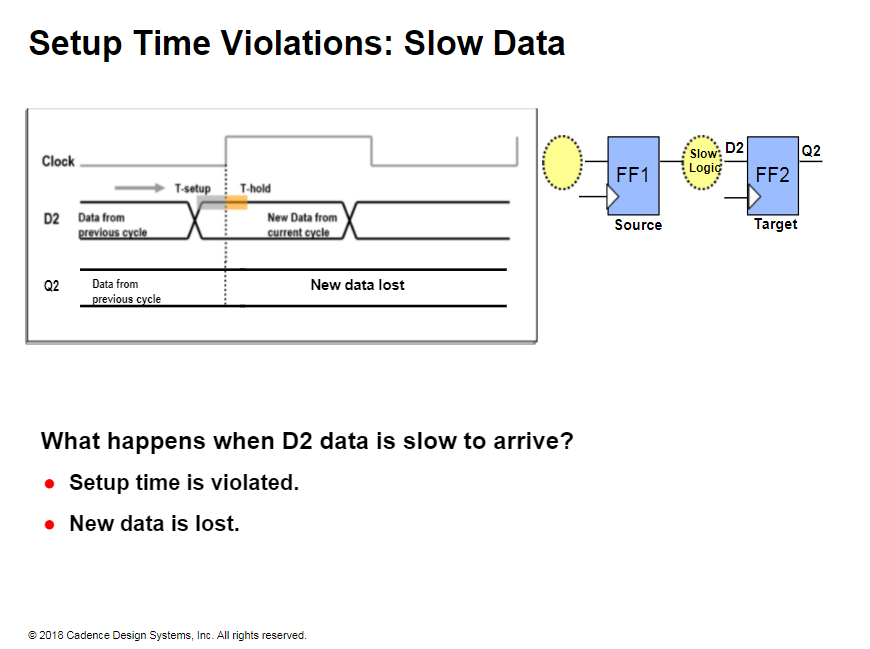 Setup Time Violations: Slow Data
Clock
T-setup
T-hold
D2
Data from
previous cycle
New Data from
current cycle
Q2
Data from
previous cycle
New data lost
FF1
Source
Slow
Logic
D2
FF2
Target
Q2
What happens when D2 data is slow to arrive?
● Setup time is violated.
● New data is lost.
© 2018 Cadence Design Systems, Inc. All rights reserved.